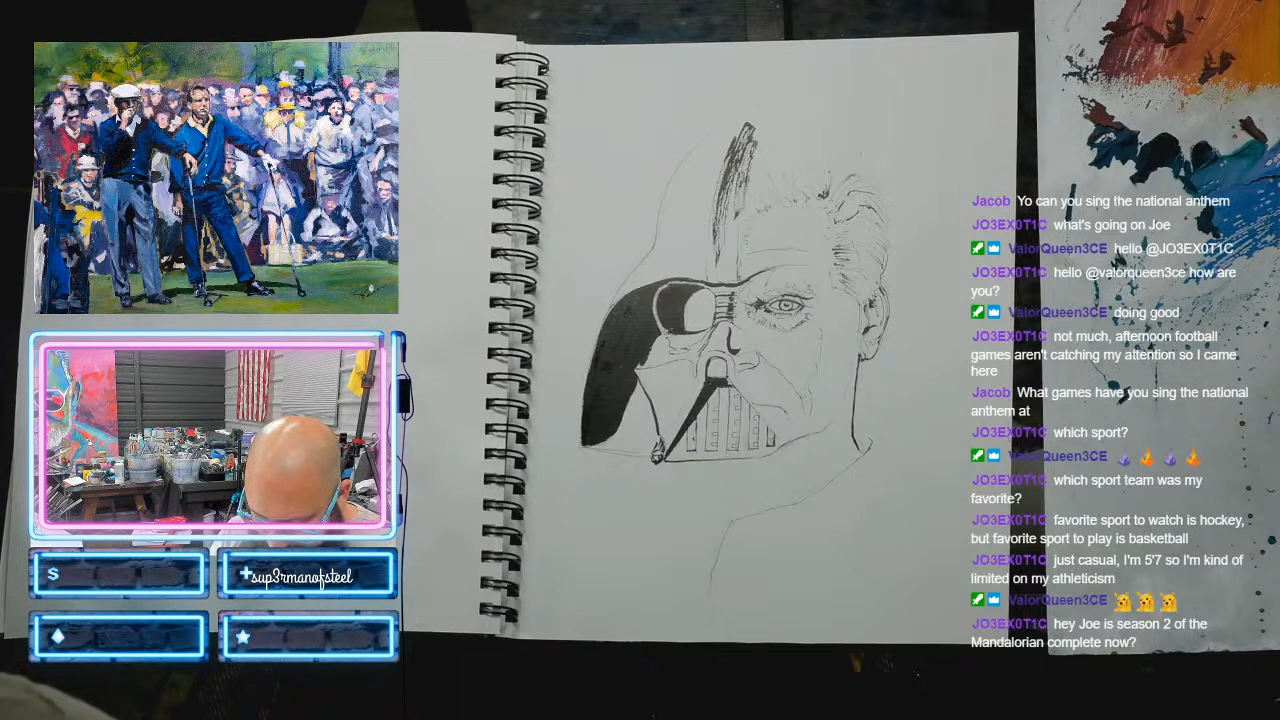 Jacob Yo can you sing the national anthem
JO3EX0T1C what's going on Joe
ValorQueen3CE hello @JO3EX0T1C
JO3EX0T1C hello @valorqueen3ce how are
you?
ValorQueen3CE doing good
JO3EX0T1C not much, afternoon football
games aren't catching my attention so I came
here
Jacob What games have you sing the national
anthem at
JO3EX0T1C which sport?
ValorQueen3CE
JO3EX0T1C which sport team was my
favorite?
JO3EX0T1C favorite sport to watch is hockey,
but favorite sport to play is basketball
JO3EX0T1C just casual, I'm 5'7 so I'm kind of
limited on my athleticism
ValorQueen3CE
JO3EX0T1C hey Joe is season 2 of the
Mandalorian complete now?
$
+sup3rmanofsteel